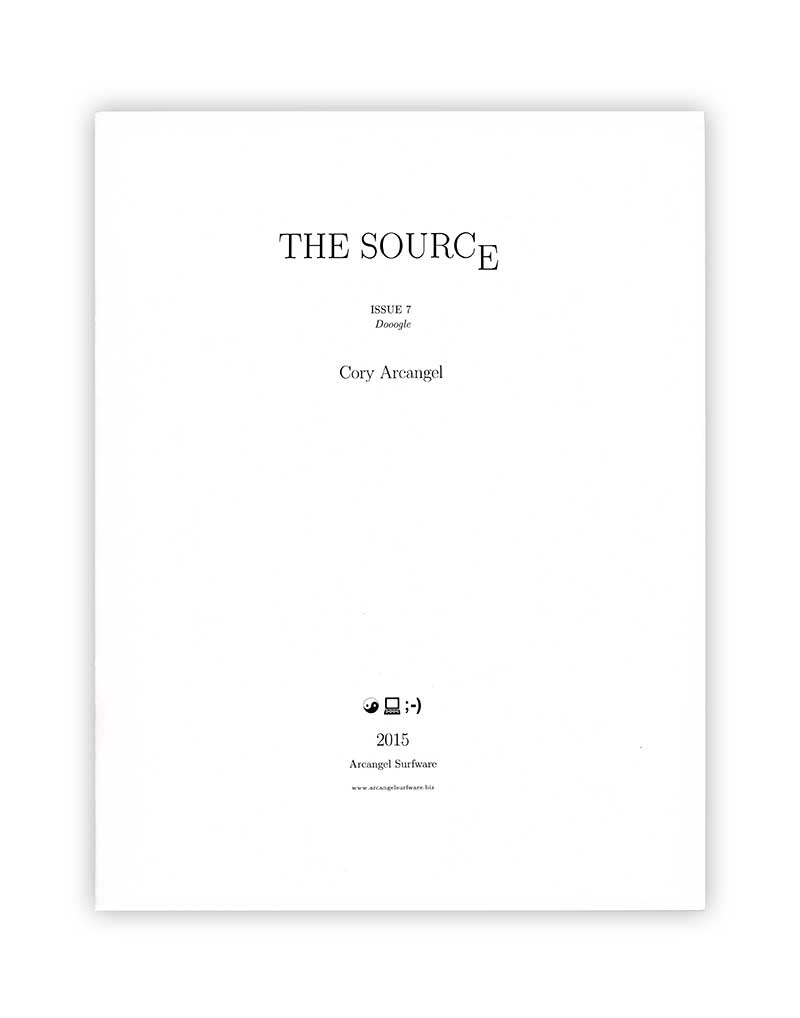 THE SOURCE
ISSUE 7
Dooogle
Cory Arcangel
;-)
2015
Arcangel Surfware
www.arcangelsurfware.biz